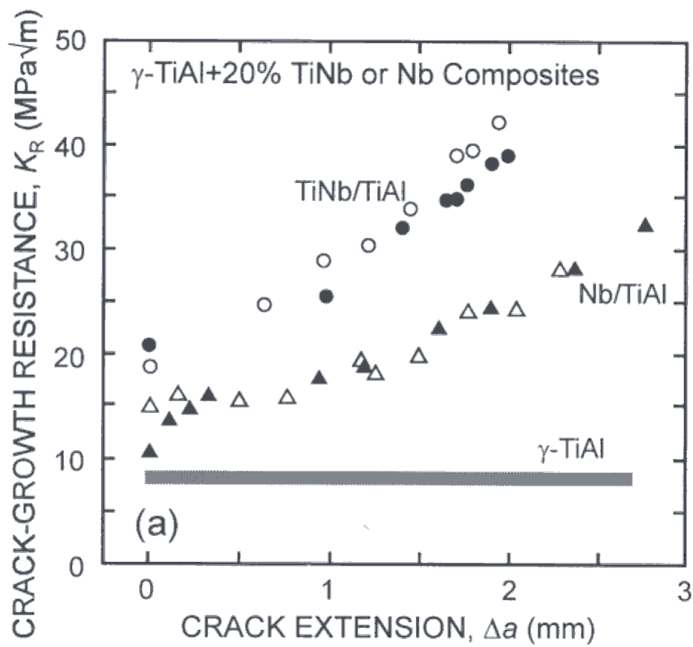 γ-TiAl+20% TiNb or Nb Composites
CRACK-GROWTH RESISTANCE, K_R (MPa√m)
50
40
30
20
10
0
TiNb/TiAl
Nb/TiAl
γ-TiAl
(a)
0 1 2 3
CRACK EXTENSION, Δa (mm)